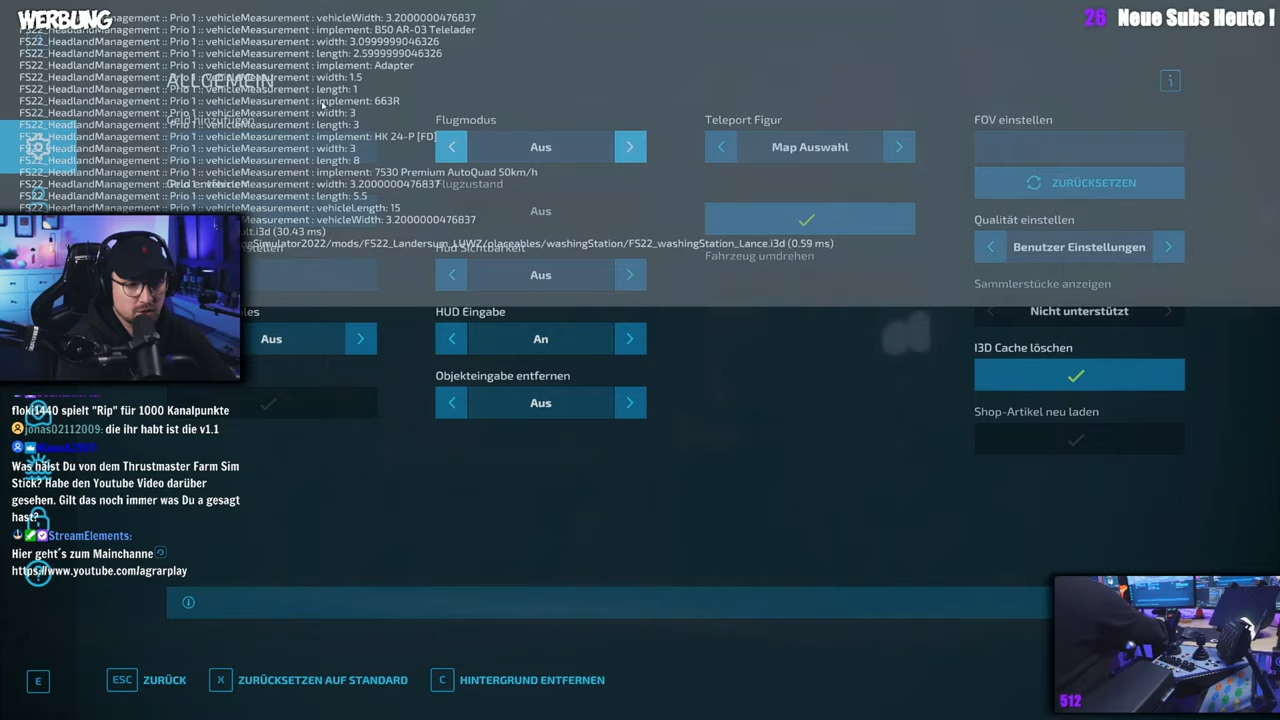 WERBUNG
26 Neue Subs Heute !
FS22_HeadlandManagement :: Prio 1 :: vehicleMeasurement : vehicleWidth: 3.2000000476837
FS22_HeadlandManagement :: Prio 1 :: vehicleMeasurement : implement: B50 AR-03 Telelader
FS22_HeadlandManagement :: Prio 1 :: vehicleMeasurement : width: 3.0999999046326
FS22_HeadlandManagement :: Prio 1 :: vehicleMeasurement : length: 2.5999999046326
FS22_HeadlandManagement :: Prio 1 :: vehicleMeasurement : implement: Adapter
FS22_HeadlandManagement :: Prio 1 :: vehicleMeasurement : width: 1.5
FS22_HeadlandManagement :: Prio 1 :: vehicleMeasurement : length: 1
FS22_HeadlandManagement :: Prio 1 :: vehicleMeasurement : implement: 663R
FS22_HeadlandManagement :: Prio 1 :: vehicleMeasurement : width: 3
FS22_HeadlandManagement :: Prio 1 :: vehicleMeasurement : length: 3
FS22_HeadlandManagement :: Prio 1 :: vehicleMeasurement : implement: HK 24-P [FD]
FS22_HeadlandManagement :: Prio 1 :: vehicleMeasurement : width: 3
FS22_HeadlandManagement :: Prio 1 :: vehicleMeasurement : length: 8
FS22_HeadlandManagement :: Prio 1 :: vehicleMeasurement : implement: 7530 Premium AutoQuad 50km/h
FS22_HeadlandManagement :: Prio 1 :: vehicleMeasurement : width: 3.2000000476837
FS22_HeadlandManagement :: Prio 1 :: vehicleMeasurement : length: 5.5
FS22_HeadlandManagement :: Prio 1 :: vehicleMeasurement : vehicleLength: 15
vehicleMeasurement : vehicleWidth: 3.2000000476837
(30.43 ms)
FS22_washingStation_Lance.i3d (0.59 ms)
ALLGEMEIN
Geld hinzufügen
Flugmodus
Aus
Flugzustand
Aus
Hud Sichtbarkeit
Aus
HUD Eingabe
An
Objekteingabe entfernen
Aus
Aus
Teleport Figur
Map Auswahl
Fahrzeug umdrehen
FOV einstellen
ZURÜCKSETZEN
Qualität einstellen
Benutzer Einstellungen
Sammlerstücke anzeigen
Nicht unterstützt
I3D Cache löschen
Shop-Artikel neu laden
floki1440 spielt "Rip" für 1000 Kanalpunkte
jonas02112009: die ihr habt ist die v1.1
Was hälst Du von dem Thrustmaster Farm Sim
Stick? Habe den Youtube Video darüber
gesehen. Gilt das noch immer was Du a gesagt
hast?
StreamElements:
Hier geht´s zum Mainchanne
https://www.youtube.com/agrarplay
E
ESC ZURÜCK
X ZURÜCKSETZEN AUF STANDARD
C HINTERGRUND ENTFERNEN
512